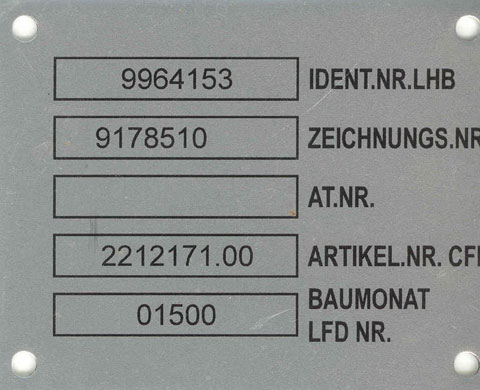 9964153 IDENT.NR.LHB
9178510 ZEICHNUNGS.NR
AT.NR.
2212171.00 ARTIKEL.NR. CF
01500 BAUMONAT
LFD NR.